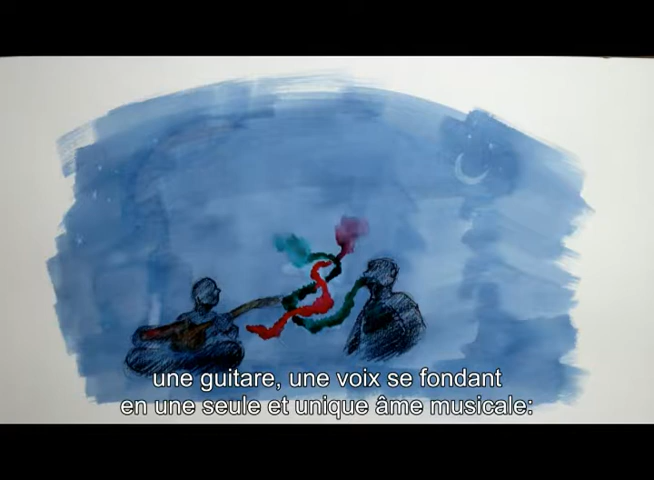 une guitare, une voix se fondant
en une seule et unique âme musicale: